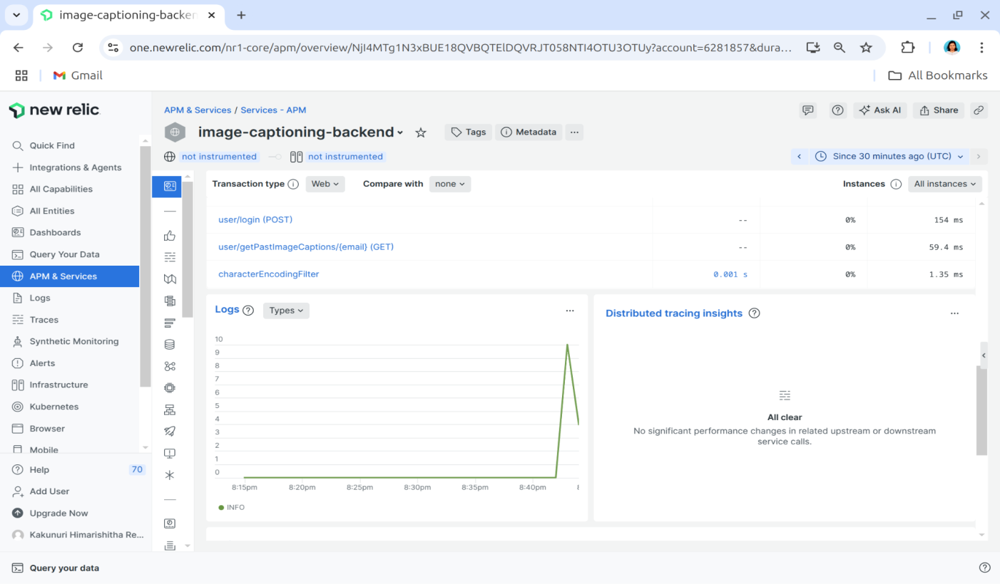 image-captioning-backen
one.newrelic.com/nr1-core/apm/overview/NjI4MTg1N3xBUE18QVBQTElDQVRJT058NTI4OTU3OTUy?account=6281857&dura...
Gmail
All Bookmarks
new relic
Quick Find
Integrations & Agents
All Capabilities
All Entities
Dashboards
Query Your Data
APM & Services
Logs
Traces
Synthetic Monitoring
Alerts
Infrastructure
Kubernetes
Browser
Mobile
Help 70
Add User
Upgrade Now
Kakunuri Himarishitha Re...
APM & Services / Services - APM
Ask AI
Share
image-captioning-backend
Tags
Metadata
not instrumented
not instrumented
Since 30 minutes ago (UTC)
Transaction type Web
Compare with none
Instances All instances
user/login (POST) -- 0% 154 ms
user/getPastImageCaptions/{email} (GET) -- 0% 59.4 ms
characterEncodingFilter 0.001 s 0% 1.35 ms
Logs Types
10
9
8
7
6
5
4
3
2
1
0
8:15pm 8:20pm 8:25pm 8:30pm 8:35pm 8:40pm
INFO
Distributed tracing insights
All clear
No significant performance changes in related upstream or downstream
service calls.
Query your data